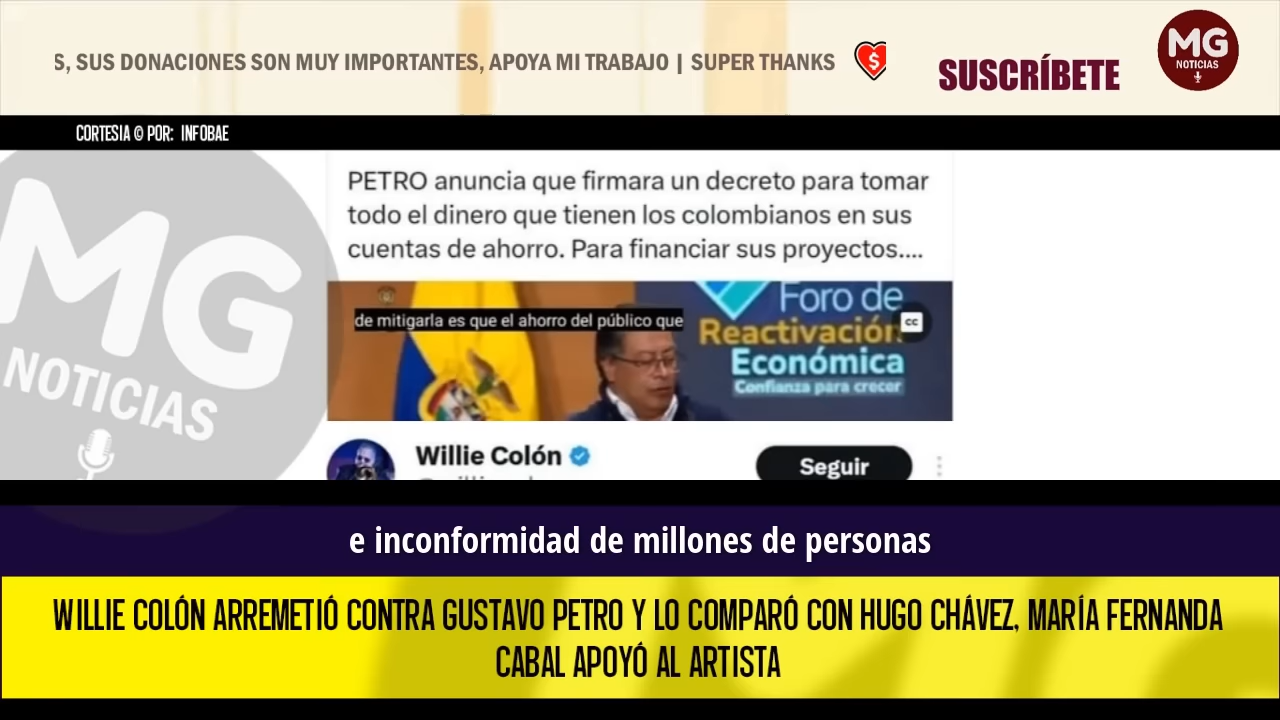 S, SUS DONACIONES SON MUY IMPORTANTES, APOYA MI TRABAJO | SUPER THANKS
$
SUSCRÍBETE
MG
NOTICIAS
CORTESIA © POR: INFOBAE
PETRO anuncia que firmara un decreto para tomar
todo el dinero que tienen los colombianos en sus
cuentas de ahorro. Para financiar sus proyectos....
MG
NOTICIAS
de mitigarla es que el ahorro del público que
Foro de
Reactivación
Económica
Confianza para crecer
CC
Willie Colón
Seguir
e inconformidad de millones de personas
WILLIE COLÓN ARREMETIÓ CONTRA GUSTAVO PETRO Y LO COMPARÓ CON HUGO CHÁVEZ, MARÍA FERNANDA
CABAL APOYÓ AL ARTISTA